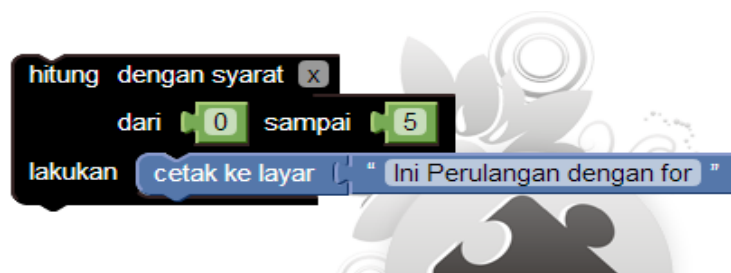 hitung dengan syarat x
dari 0 sampai 5
lakukan cetak ke layar “ Ini Perulangan dengan for ”